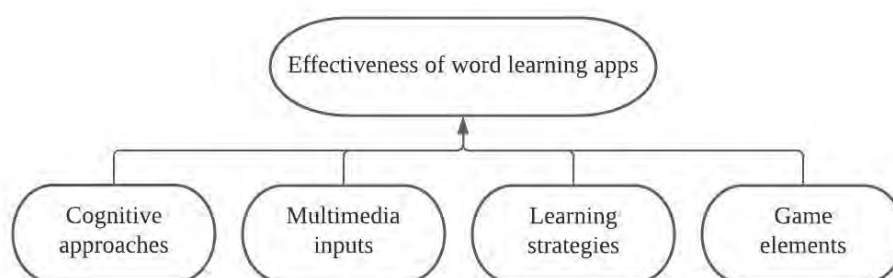 Effectiveness of word learning apps
Cognitive
approaches
Multimedia
inputs
Learning
strategies
Game
elements